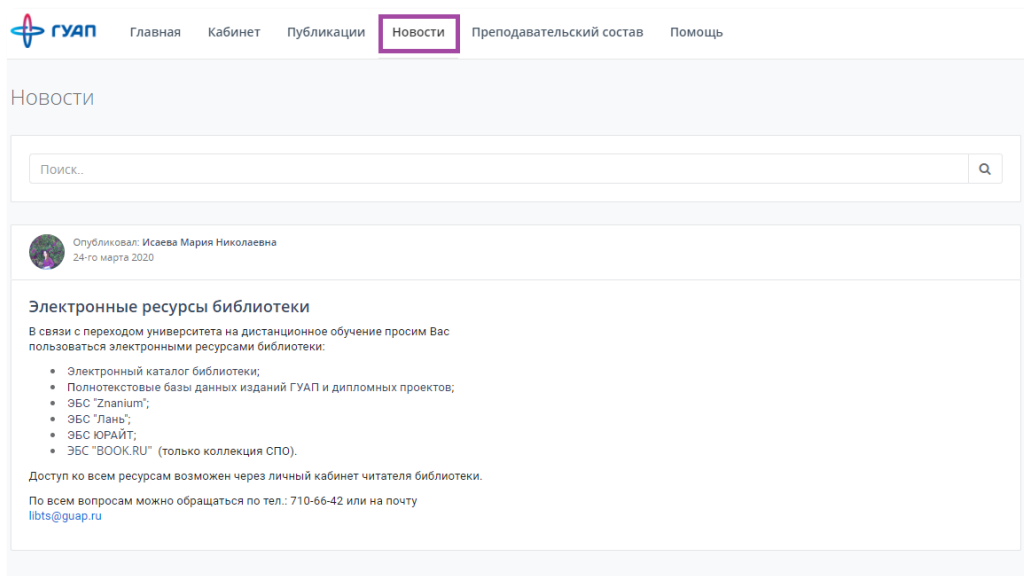 ГУАП Главная Кабинет Публикации Новости Преподавательский состав Помощь
Новости
Поиск..
Опубликовал: Исаева Мария Николаевна
24-го марта 2020
Электронные ресурсы библиотеки
В связи с переходом университета на дистанционное обучение просим Вас
пользоваться электронными ресурсами библиотеки:
• Электронный каталог библиотеки;
• Полнотекстовые базы данных изданий ГУАП и дипломных проектов;
• ЭБС "Znanium";
• ЭБС "Лань";
• ЭБС ЮРАЙТ;
• ЭБС "BOOK.RU" (только коллекция СПО).
Доступ ко всем ресурсам возможен через личный кабинет читателя библиотеки.
По всем вопросам можно обращаться по тел.: 710-66-42 или на почту
libts@guap.ru